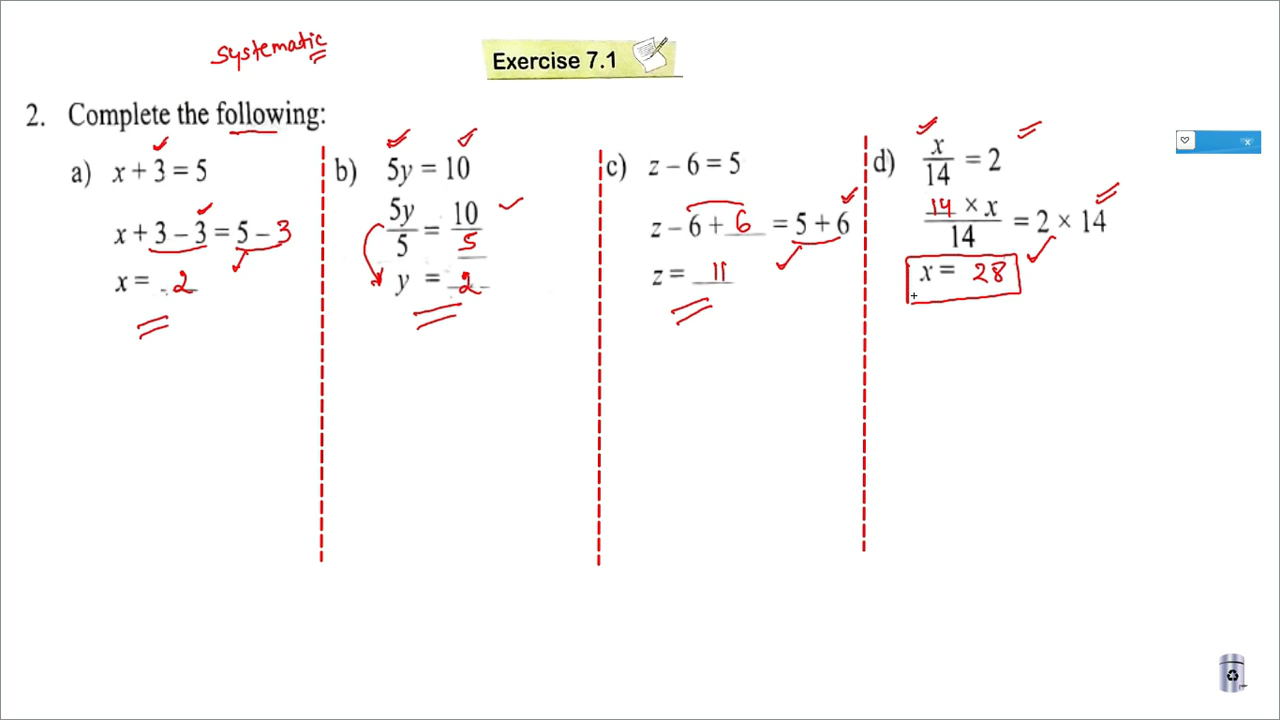 systematic
Exercise 7.1
2. Complete the following:
a) x + 3 = 5
x + 3 − 3 = 5 − 3
x = 2
b) 5y = 10
5y/5 = 10/5
y = 2
c) z − 6 = 5
z − 6 + 6 = 5 + 6
z = 11
d) x/14 = 2
14 × x/14 = 2 × 14
x = 28